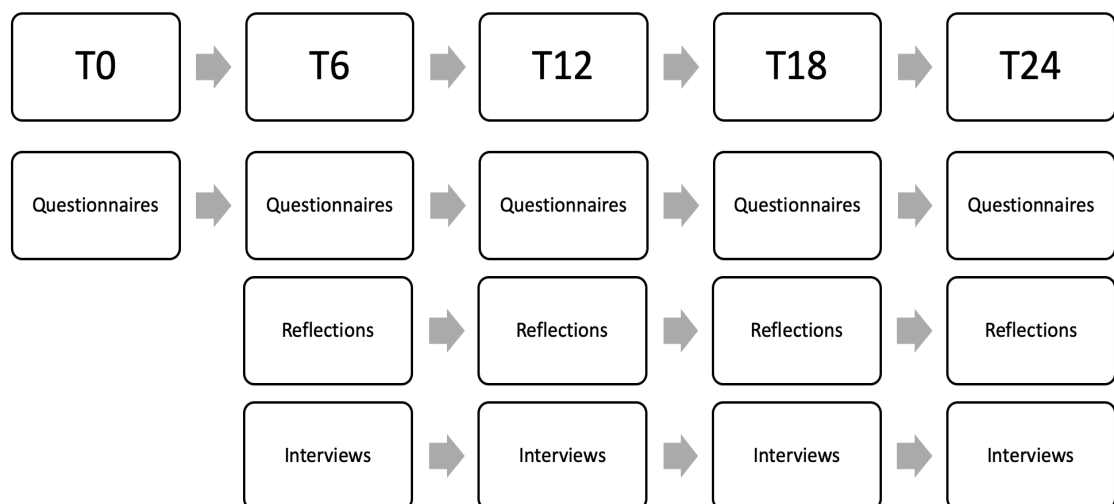 T0
T6
T12
T18
T24
Questionnaires
Questionnaires
Questionnaires
Questionnaires
Questionnaires
Reflections
Reflections
Reflections
Reflections
Interviews
Interviews
Interviews
Interviews